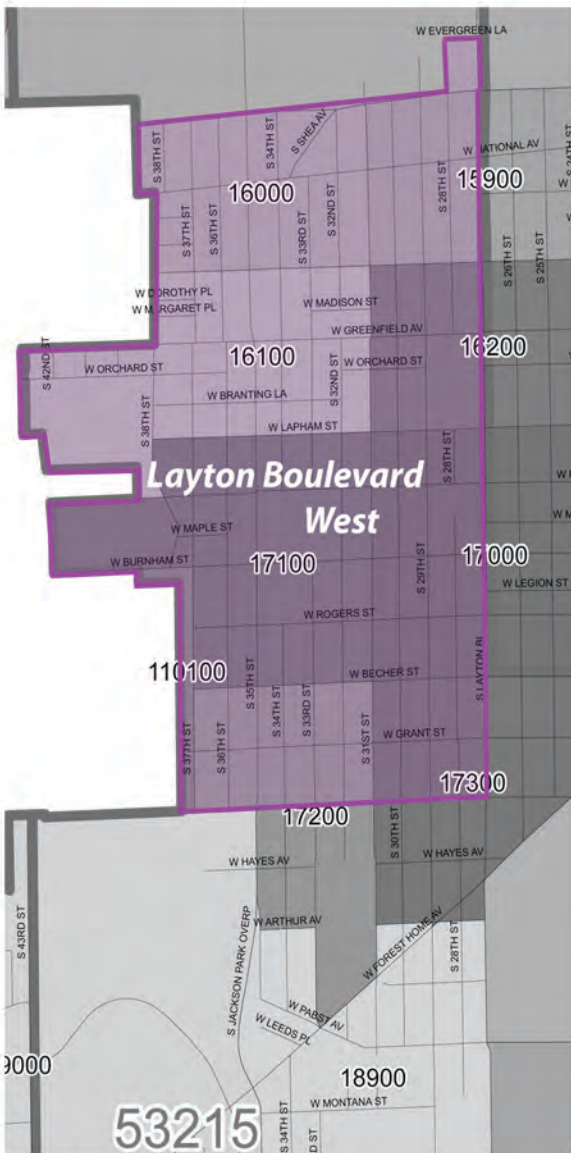 W EVERGREEN LA
S 38TH ST
S 34TH ST
S SHEA AV
W NATIONAL AV
S 24TH ST
16000
15900
S 28TH ST
S 37TH ST
S 36TH ST
S 33RD ST
S 32ND ST
W
S 26TH ST
S 25TH ST
W DOROTHY PL
W MARGARET PL
W MADISON ST
W GREENFIELD AV
16100
16200
S 42ND ST
W ORCHARD ST
W ORCHARD ST
W BRANTING LA
S 32ND ST
S 38TH ST
W LAPHAM ST
S 28TH ST
Layton Boulevard
West
W MAPLE ST
W M
W BURNHAM ST
17100
S 29TH ST
17000
W LEGION ST
W ROGERS ST
110100
S 35TH ST
W BECHER ST
S LAYTON BL
S 34TH ST
S 33RD ST
S 37TH ST
S 36TH ST
S 31ST ST
W GRANT ST
17300
17200
S 30TH ST
W HAYES AV
W HAYES AV
S 43RD ST
W ARTHUR AV
S JACKSON PARK OVERP
W FOREST HOME AV
S 28TH ST
W PABST AV
W LEEDS PL
9000
18900
53215
S 34TH ST
D ST
W MONTANA ST